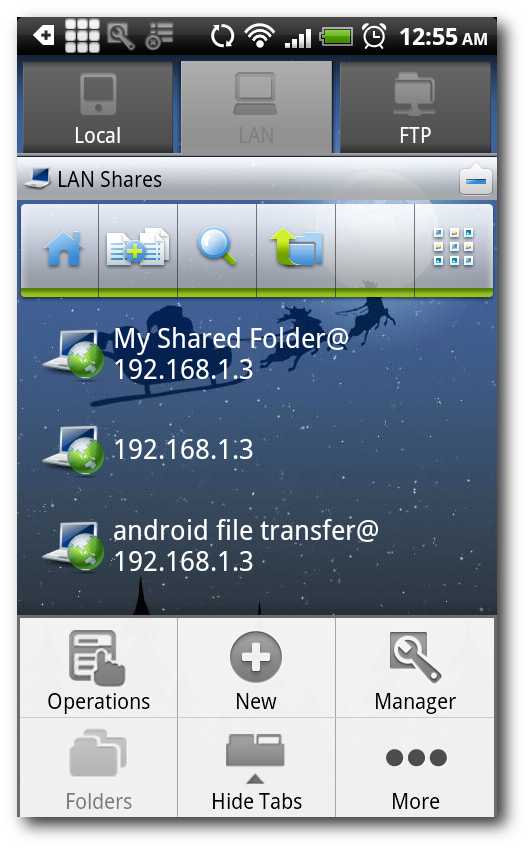 12:55 AM
Local
LAN
FTP
LAN Shares
My Shared Folder@
192.168.1.3
192.168.1.3
android file transfer@
192.168.1.3
Operations
New
Manager
Folders
Hide Tabs
More